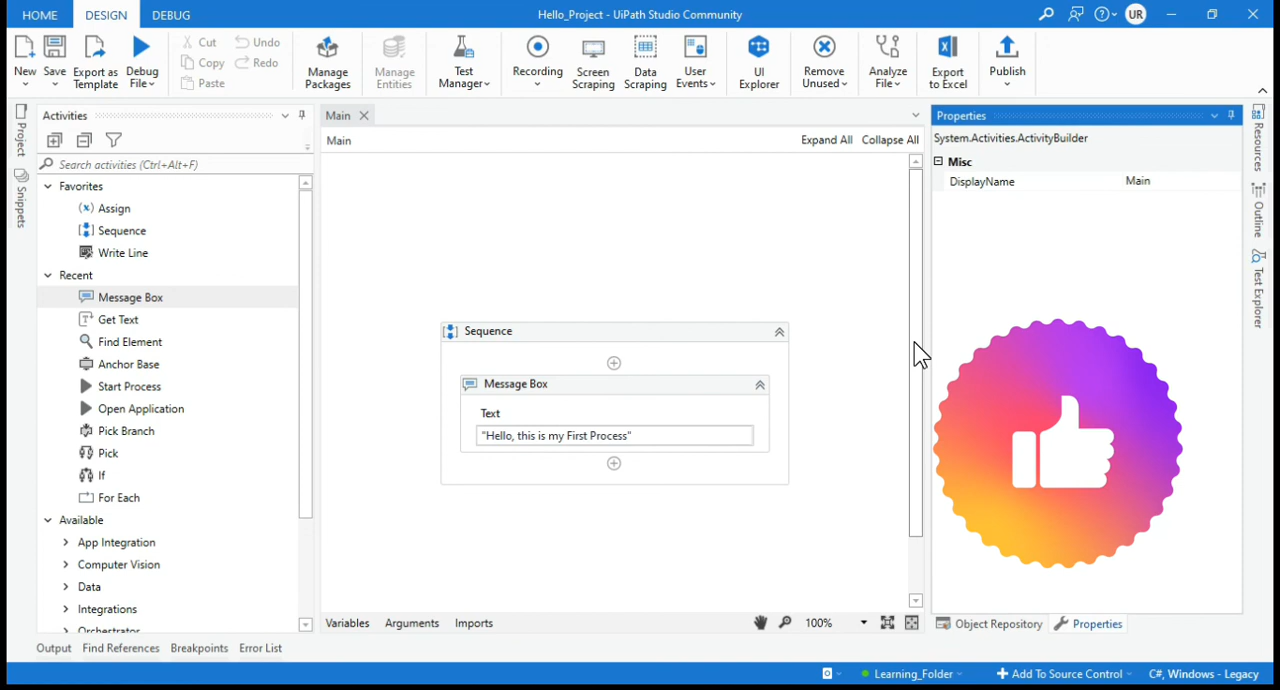 HOME DESIGN DEBUG
Hello_Project - UiPath Studio Community
UR
New
Save
Export as
Template
Debug
File
Cut
Copy
Paste
Undo
Redo
Manage
Packages
Manage
Entities
Test
Manager
Recording
Screen
Scraping
Data
Scraping
User
Events
UI
Explorer
Remove
Unused
Analyze
File
Export
to Excel
Publish
Project
Snippets
Activities
Search activities (Ctrl+Alt+F)
Favorites
Assign
Sequence
Write Line
Recent
Message Box
Get Text
Find Element
Anchor Base
Start Process
Open Application
Pick Branch
Pick
If
For Each
Available
App Integration
Computer Vision
Data
Integrations
Orchestrator
Main
Main
Expand All Collapse All
Sequence
Message Box
Text
"Hello, this is my First Process"
Variables Arguments Imports
100%
Properties
System.Activities.ActivityBuilder
Misc
DisplayName Main
Object Repository Properties
Resources
Outline
Test Explorer
Output Find References Breakpoints Error List
Learning_Folder Add To Source Control C#, Windows - Legacy